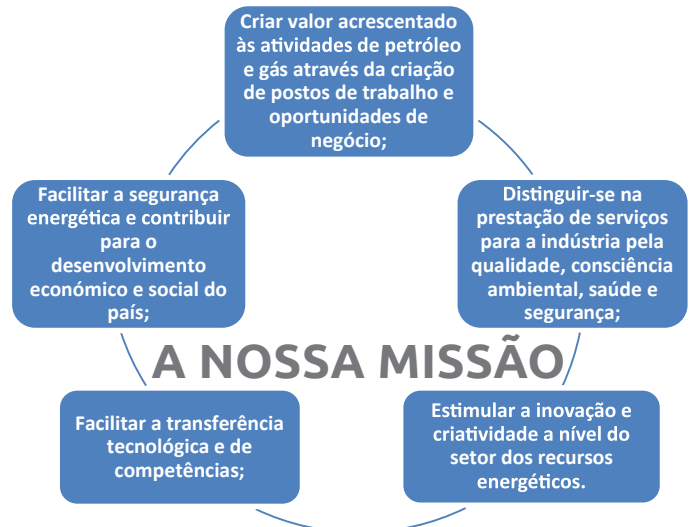 Criar valor acrescentado
às atividades de petróleo
e gás através da criação
de postos de trabalho e
oportunidades de
negócio;
Facilitar a segurança
energética e contribuir
para o
desenvolvimento
económico e social do
país;
Distinguir-se na
prestação de serviços
para a indústria pela
qualidade, consciência
ambiental, saúde e
segurança;
A NOSSA MISSÃO
Facilitar a transferência
tecnológica e de
competências;
Estimular a inovação e
criatividade a nível do
setor dos recursos
energéticos.